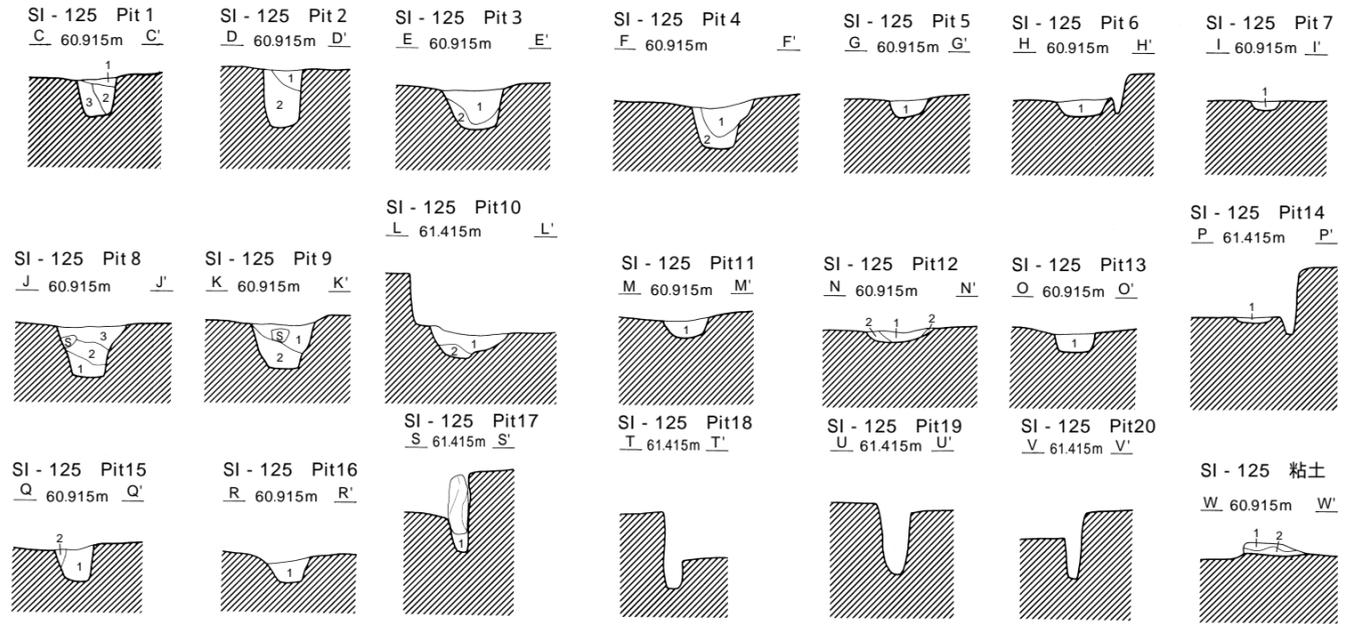 SI - 125 Pit 1
C 60.915m C'
1
3 2
SI - 125 Pit 2
D 60.915m D'
1
2
SI - 125 Pit 3
E 60.915m E'
1
2
SI - 125 Pit 4
F 60.915m F'
1
2
SI - 125 Pit 5
G 60.915m G'
1
SI - 125 Pit 6
H 60.915m H'
1
SI - 125 Pit 7
I 60.915m I'
1
SI - 125 Pit 8
J 60.915m J'
S 3
2
1
SI - 125 Pit 9
K 60.915m K'
S 1
2
SI - 125 Pit10
L 61.415m L'
2 1
SI - 125 Pit11
M 60.915m M'
1
SI - 125 Pit12
N 60.915m N'
2 1 2
SI - 125 Pit13
O 60.915m O'
1
SI - 125 Pit14
P 61.415m P'
1
SI - 125 Pit15
Q 60.915m Q'
2
1
SI - 125 Pit16
R 60.915m R'
1
SI - 125 Pit17
S 61.415m S'
1
SI - 125 Pit18
T 61.415m T'
SI - 125 Pit19
U 61.415m U'
SI - 125 Pit20
V 61.415m V'
SI - 125 粘土
W 60.915m W'
1 2